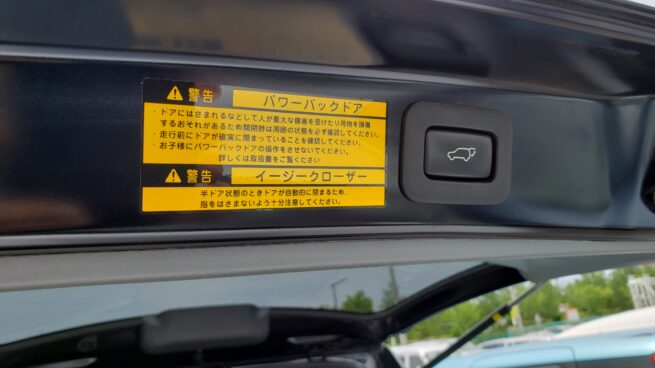 警告 パワーバックドア
・ドアにはさまれるなどして人が重大な傷害を受けたり荷物を損傷
するおそれがあるため開閉時は周囲の状態を必ず確認してください。
・走行前にドアが確実に閉まっていることを確認してください。
・お子様にパワーバックドアの操作をさせないでください。
詳しくは取扱書をご覧ください
警告 イージークローザー
半ドア状態のときドアが自動的に閉まるため、
指をはさまないよう十分注意してください。